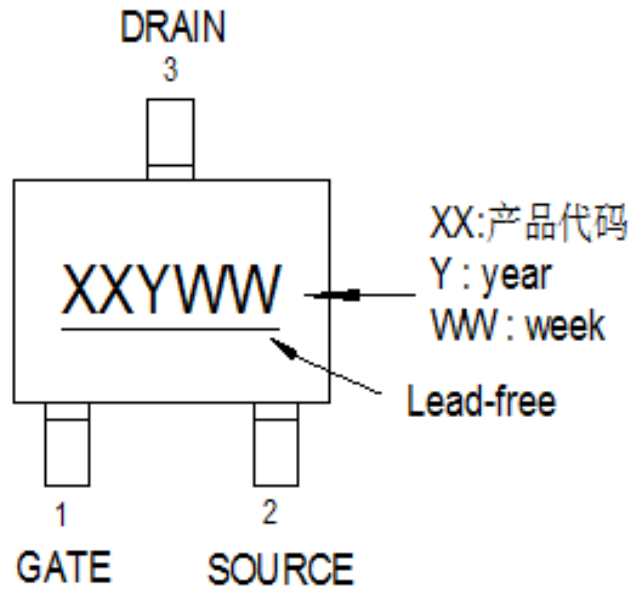 DRAIN
3
XXYWW
XX:产品代码
Y : year
WW : week
Lead-free
1
2
GATE
SOURCE